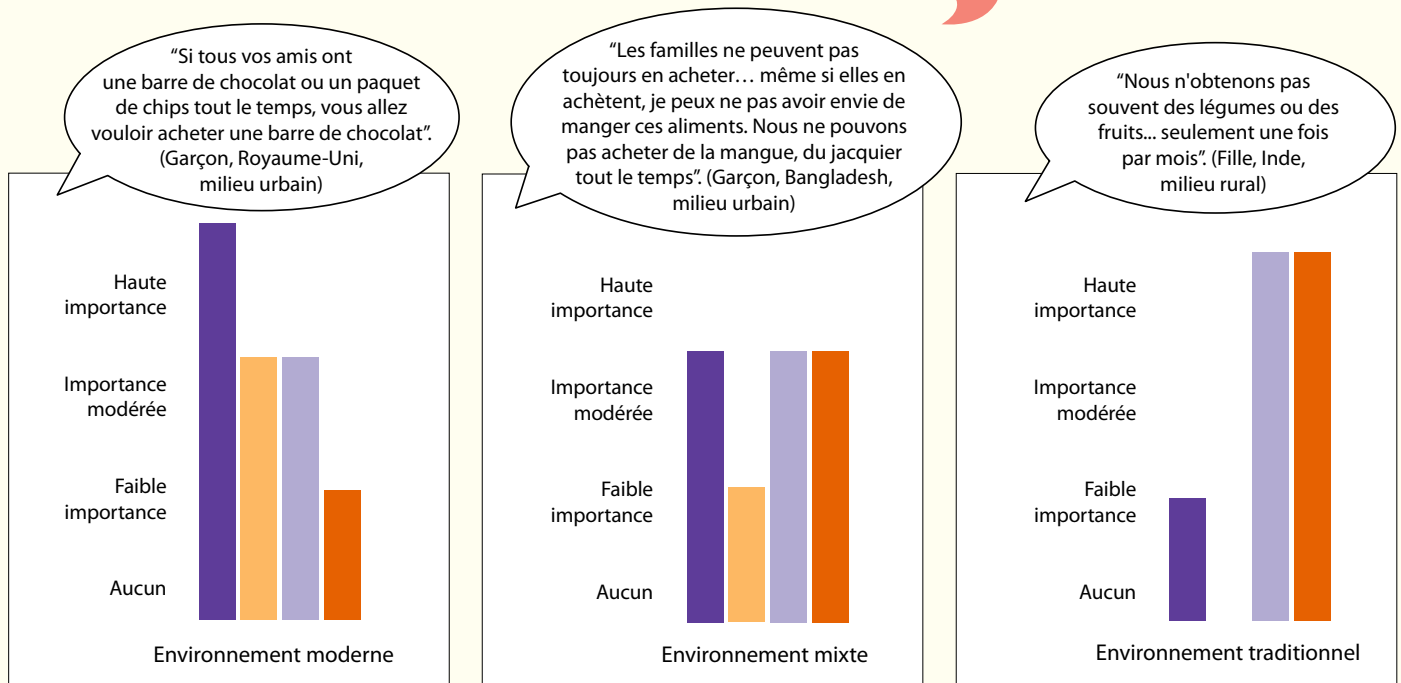 “Si tous vos amis ont
une barre de chocolat ou un paquet
de chips tout le temps, vous allez
vouloir acheter une barre de chocolat”.
(Garçon, Royaume-Uni,
milieu urbain)
Haute
importance
Importance
modérée
Faible
importance
Aucun
Environnement moderne
“Les familles ne peuvent pas
toujours en acheter… même si elles en
achètent, je peux ne pas avoir envie de
manger ces aliments. Nous ne pouvons
pas acheter de la mangue, du jacquier
tout le temps”. (Garçon, Bangladesh,
milieu urbain)
Haute
importance
Importance
modérée
Faible
importance
Aucun
Environnement mixte
“Nous n'obtenons pas
souvent des légumes ou des
fruits... seulement une fois
par mois”. (Fille, Inde,
milieu rural)
Haute
importance
Importance
modérée
Faible
importance
Aucun
Environnement traditionnel